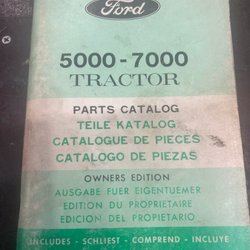 Ford
5000-7000
TRACTOR
PARTS CATALOG
TEILE KATALOG
CATALOGUE DE PIECES
CATALOGO DE PIEZAS
OWNERS EDITION
AUSGABE FUER EIGENTUEMER
EDITION DU PROPRIETAIRE
EDICION DEL PROPIETARIO
INCLUDES - SCHLIEST - COMPREND - INCLUYE